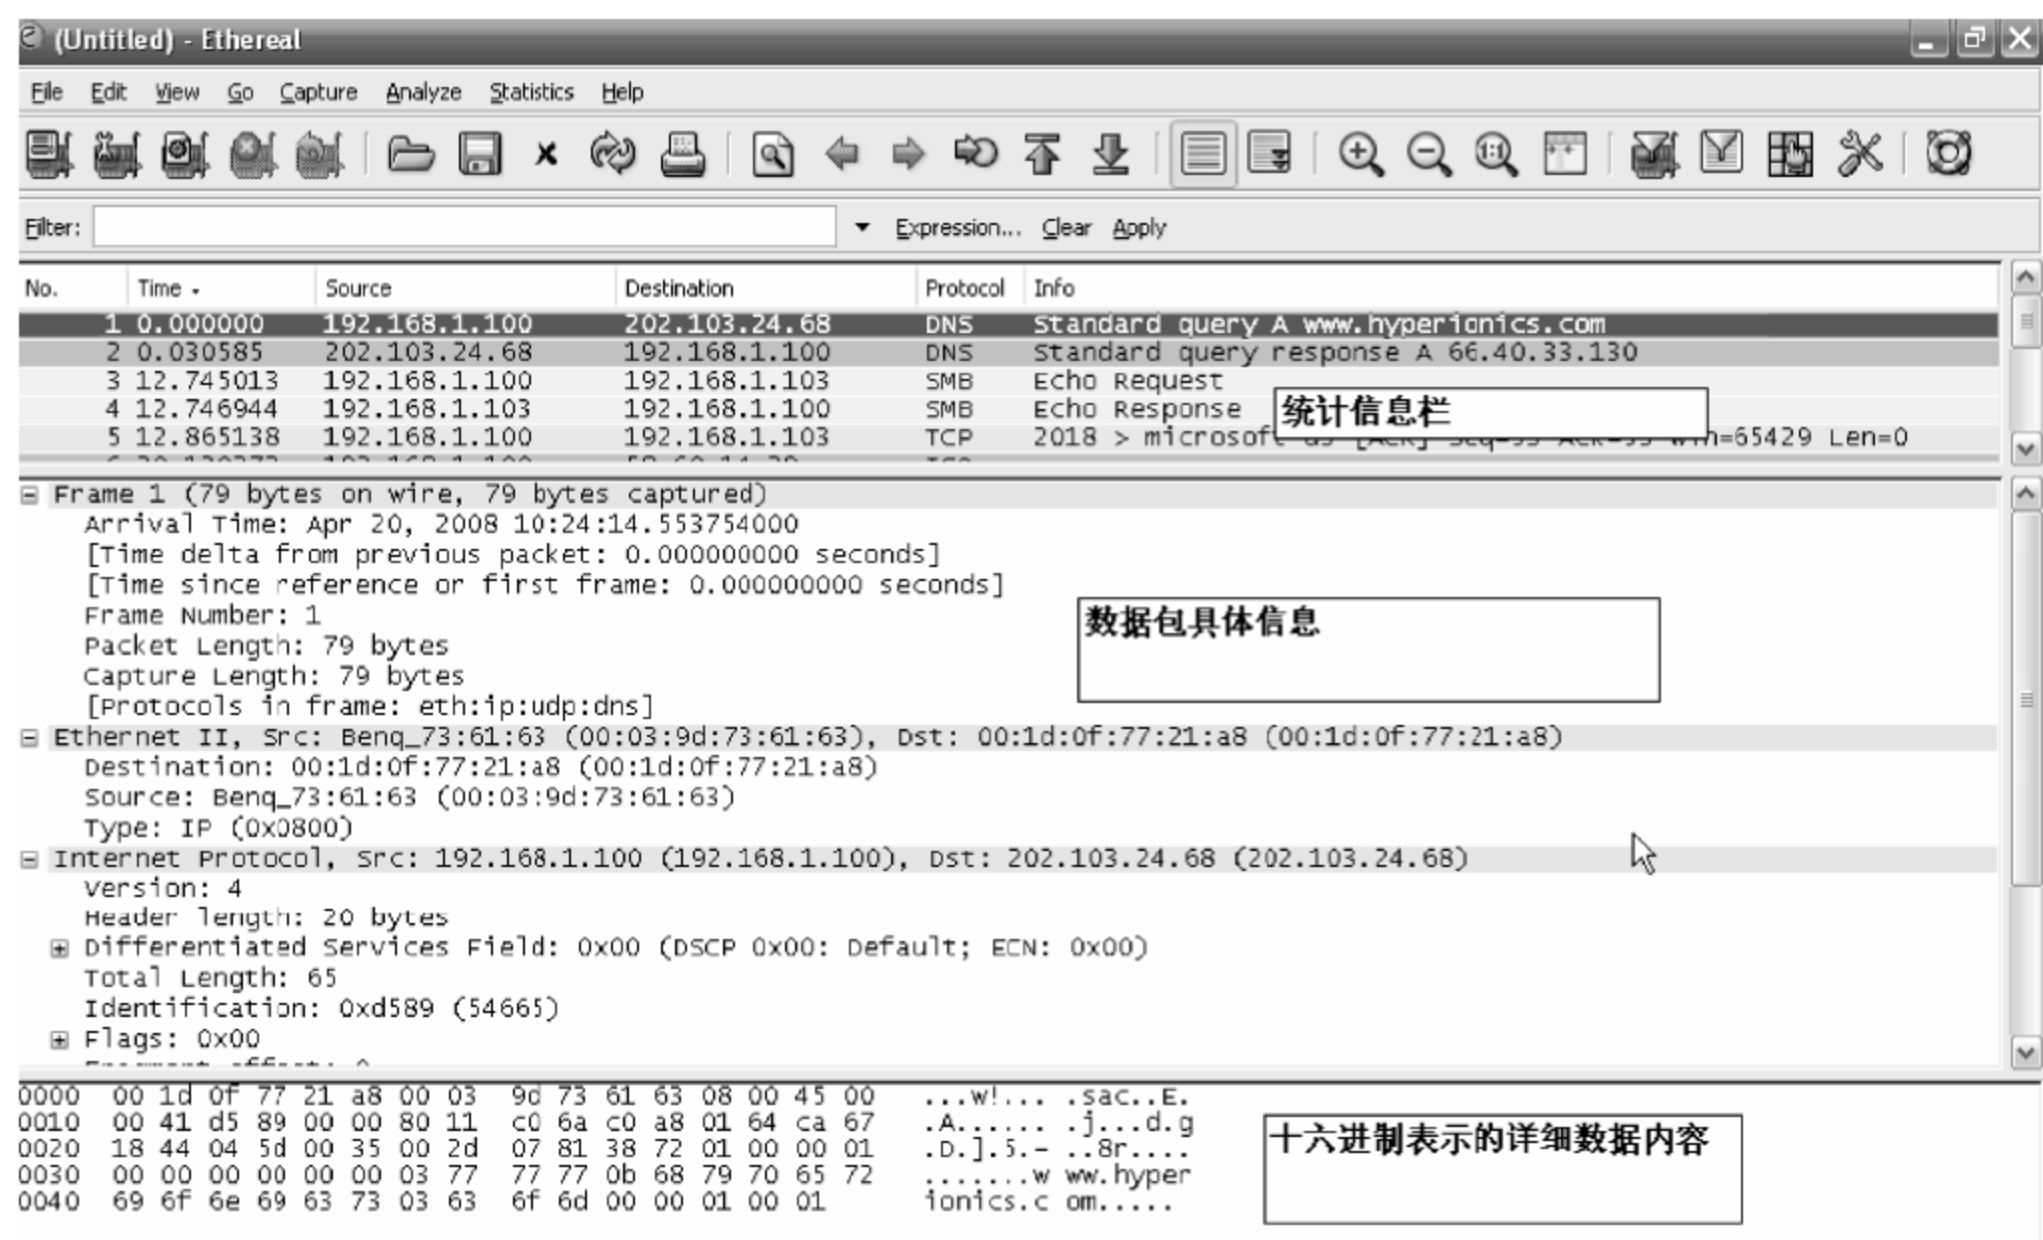 (Untitled) - Ethereal
File Edit View Go Capture Analyze Statistics Help
Filter: Expression... Clear Apply
No. Time Source Destination Protocol Info
1 0.000000 192.168.1.100 202.103.24.68 DNS Standard query A www.hyperionics.com
2 0.030585 202.103.24.68 192.168.1.100 DNS Standard query response A 66.40.33.130
3 12.745013 192.168.1.100 192.168.1.103 SMB Echo Request
4 12.746944 192.168.1.103 192.168.1.100 SMB Echo Response
统计信息栏
5 12.865138 192.168.1.100 192.168.1.103 TCP 2018 > microsoft Len=0
Frame 1 (79 bytes on wire, 79 bytes captured)
Arrival Time: Apr 20, 2008 10:24:14.553754000
[Time delta from previous packet: 0.000000000 seconds]
[Time since reference or first frame: 0.000000000 seconds]
Frame Number: 1
数据包具体信息
Packet Length: 79 bytes
Capture Length: 79 bytes
[Protocols in frame: eth:ip:udp:dns]
Ethernet II, Src: Benq_73:61:63 (00:03:9d:73:61:63), Dst: 00:1d:0f:77:21:a8 (00:1d:0f:77:21:a8)
Destination: 00:1d:0f:77:21:a8 (00:1d:0f:77:21:a8)
Source: Benq_73:61:63 (00:03:9d:73:61:63)
Type: IP (0x0800)
Internet Protocol, Src: 192.168.1.100 (192.168.1.100), Dst: 202.103.24.68 (202.103.24.68)
Version: 4
Header length: 20 bytes
Differentiated Services Field: 0x00 (DSCP 0x00: Default; ECN: 0x00)
Total Length: 65
Identification: 0xd589 (54665)
Flags: 0x00
0000 00 1d 0f 77 21 a8 00 03 9d 73 61 63 08 00 45 00 ...w!... .sac..E.
0010 00 41 d5 89 00 00 80 11 c0 6a c0 a8 01 64 ca 67 .A...... .j...d.g
0020 18 44 04 5d 00 35 00 2d 07 81 38 72 01 00 00 01 .D.].5.- ..8r....
0030 00 00 00 00 00 00 03 77 77 77 0b 68 79 70 65 72 .......w ww.hyper
0040 69 6f 6e 69 63 73 03 63 6f 6d 00 00 01 00 01 ionics.c om.....
十六进制表示的详细数据内容